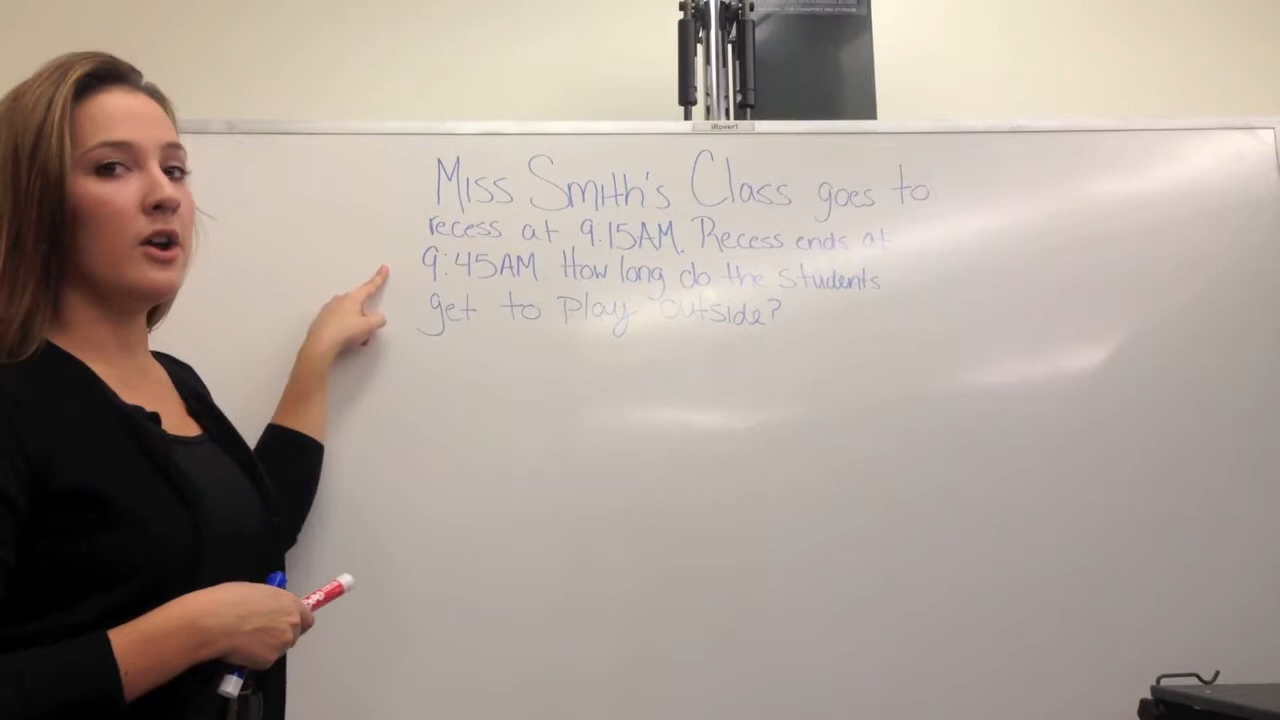 iRover1
Miss Smith's Class goes to
recess at 9:15AM. Recess ends at
9:45AM How long do the students
get to play outside?